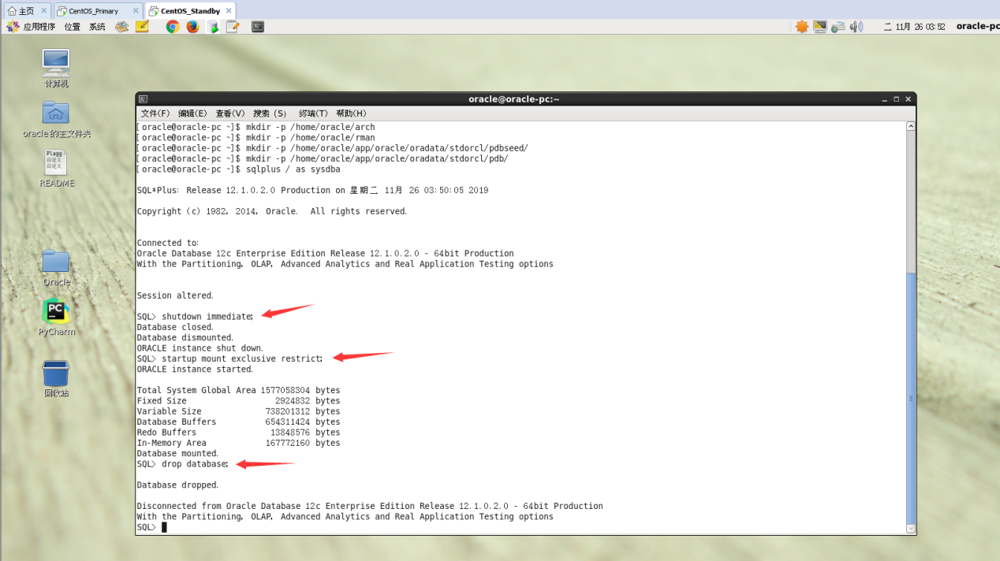 主页 CentOS_Primary CentOS_Standby
应用程序 位置 系统 二 11月 26 03:52 oracle-pc
计算机
oracle 的主文件夹
Plagg
自定义
自定义
README
Oracle
PC
PyCharm
回收站
oracle@oracle-pc:~
文件(F) 编辑(E) 查看(V) 搜索 (S) 终端(T) 帮助(H)
[oracle@oracle-pc ~]$ mkdir -p /home/oracle/arch
[oracle@oracle-pc ~]$ mkdir -p /home/oracle/rman
[oracle@oracle-pc ~]$ mkdir -p /home/oracle/app/oracle/oradata/stdorcl/pdbseed/
[oracle@oracle-pc ~]$ mkdir -p /home/oracle/app/oracle/oradata/stdorcl/pdb/
[oracle@oracle-pc ~]$ sqlplus / as sysdba
SQL*Plus: Release 12.1.0.2.0 Production on 星期二 11月 26 03:50:05 2019
Copyright (c) 1982, 2014, Oracle.  All rights reserved.
Connected to:
Oracle Database 12c Enterprise Edition Release 12.1.0.2.0 - 64bit Production
With the Partitioning, OLAP, Advanced Analytics and Real Application Testing options
Session altered.
SQL> shutdown immediate;
Database closed.
Database dismounted.
ORACLE instance shut down.
SQL> startup mount exclusive restrict;
ORACLE instance started.
Total System Global Area 1577058304 bytes
Fixed Size 2924832 bytes
Variable Size 738201312 bytes
Database Buffers 654311424 bytes
Redo Buffers 13848576 bytes
In-Memory Area 167772160 bytes
Database mounted.
SQL> drop database;
Database dropped.
Disconnected from Oracle Database 12c Enterprise Edition Release 12.1.0.2.0 - 64bit Production
With the Partitioning, OLAP, Advanced Analytics and Real Application Testing options
SQL>